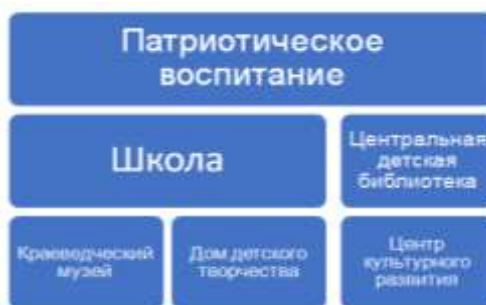 Патриотическое
воспитание
Школа
Центральная
детская
библиотека
Краеведческий
музей
Дом детского
творчества
Центр
культурного
развития